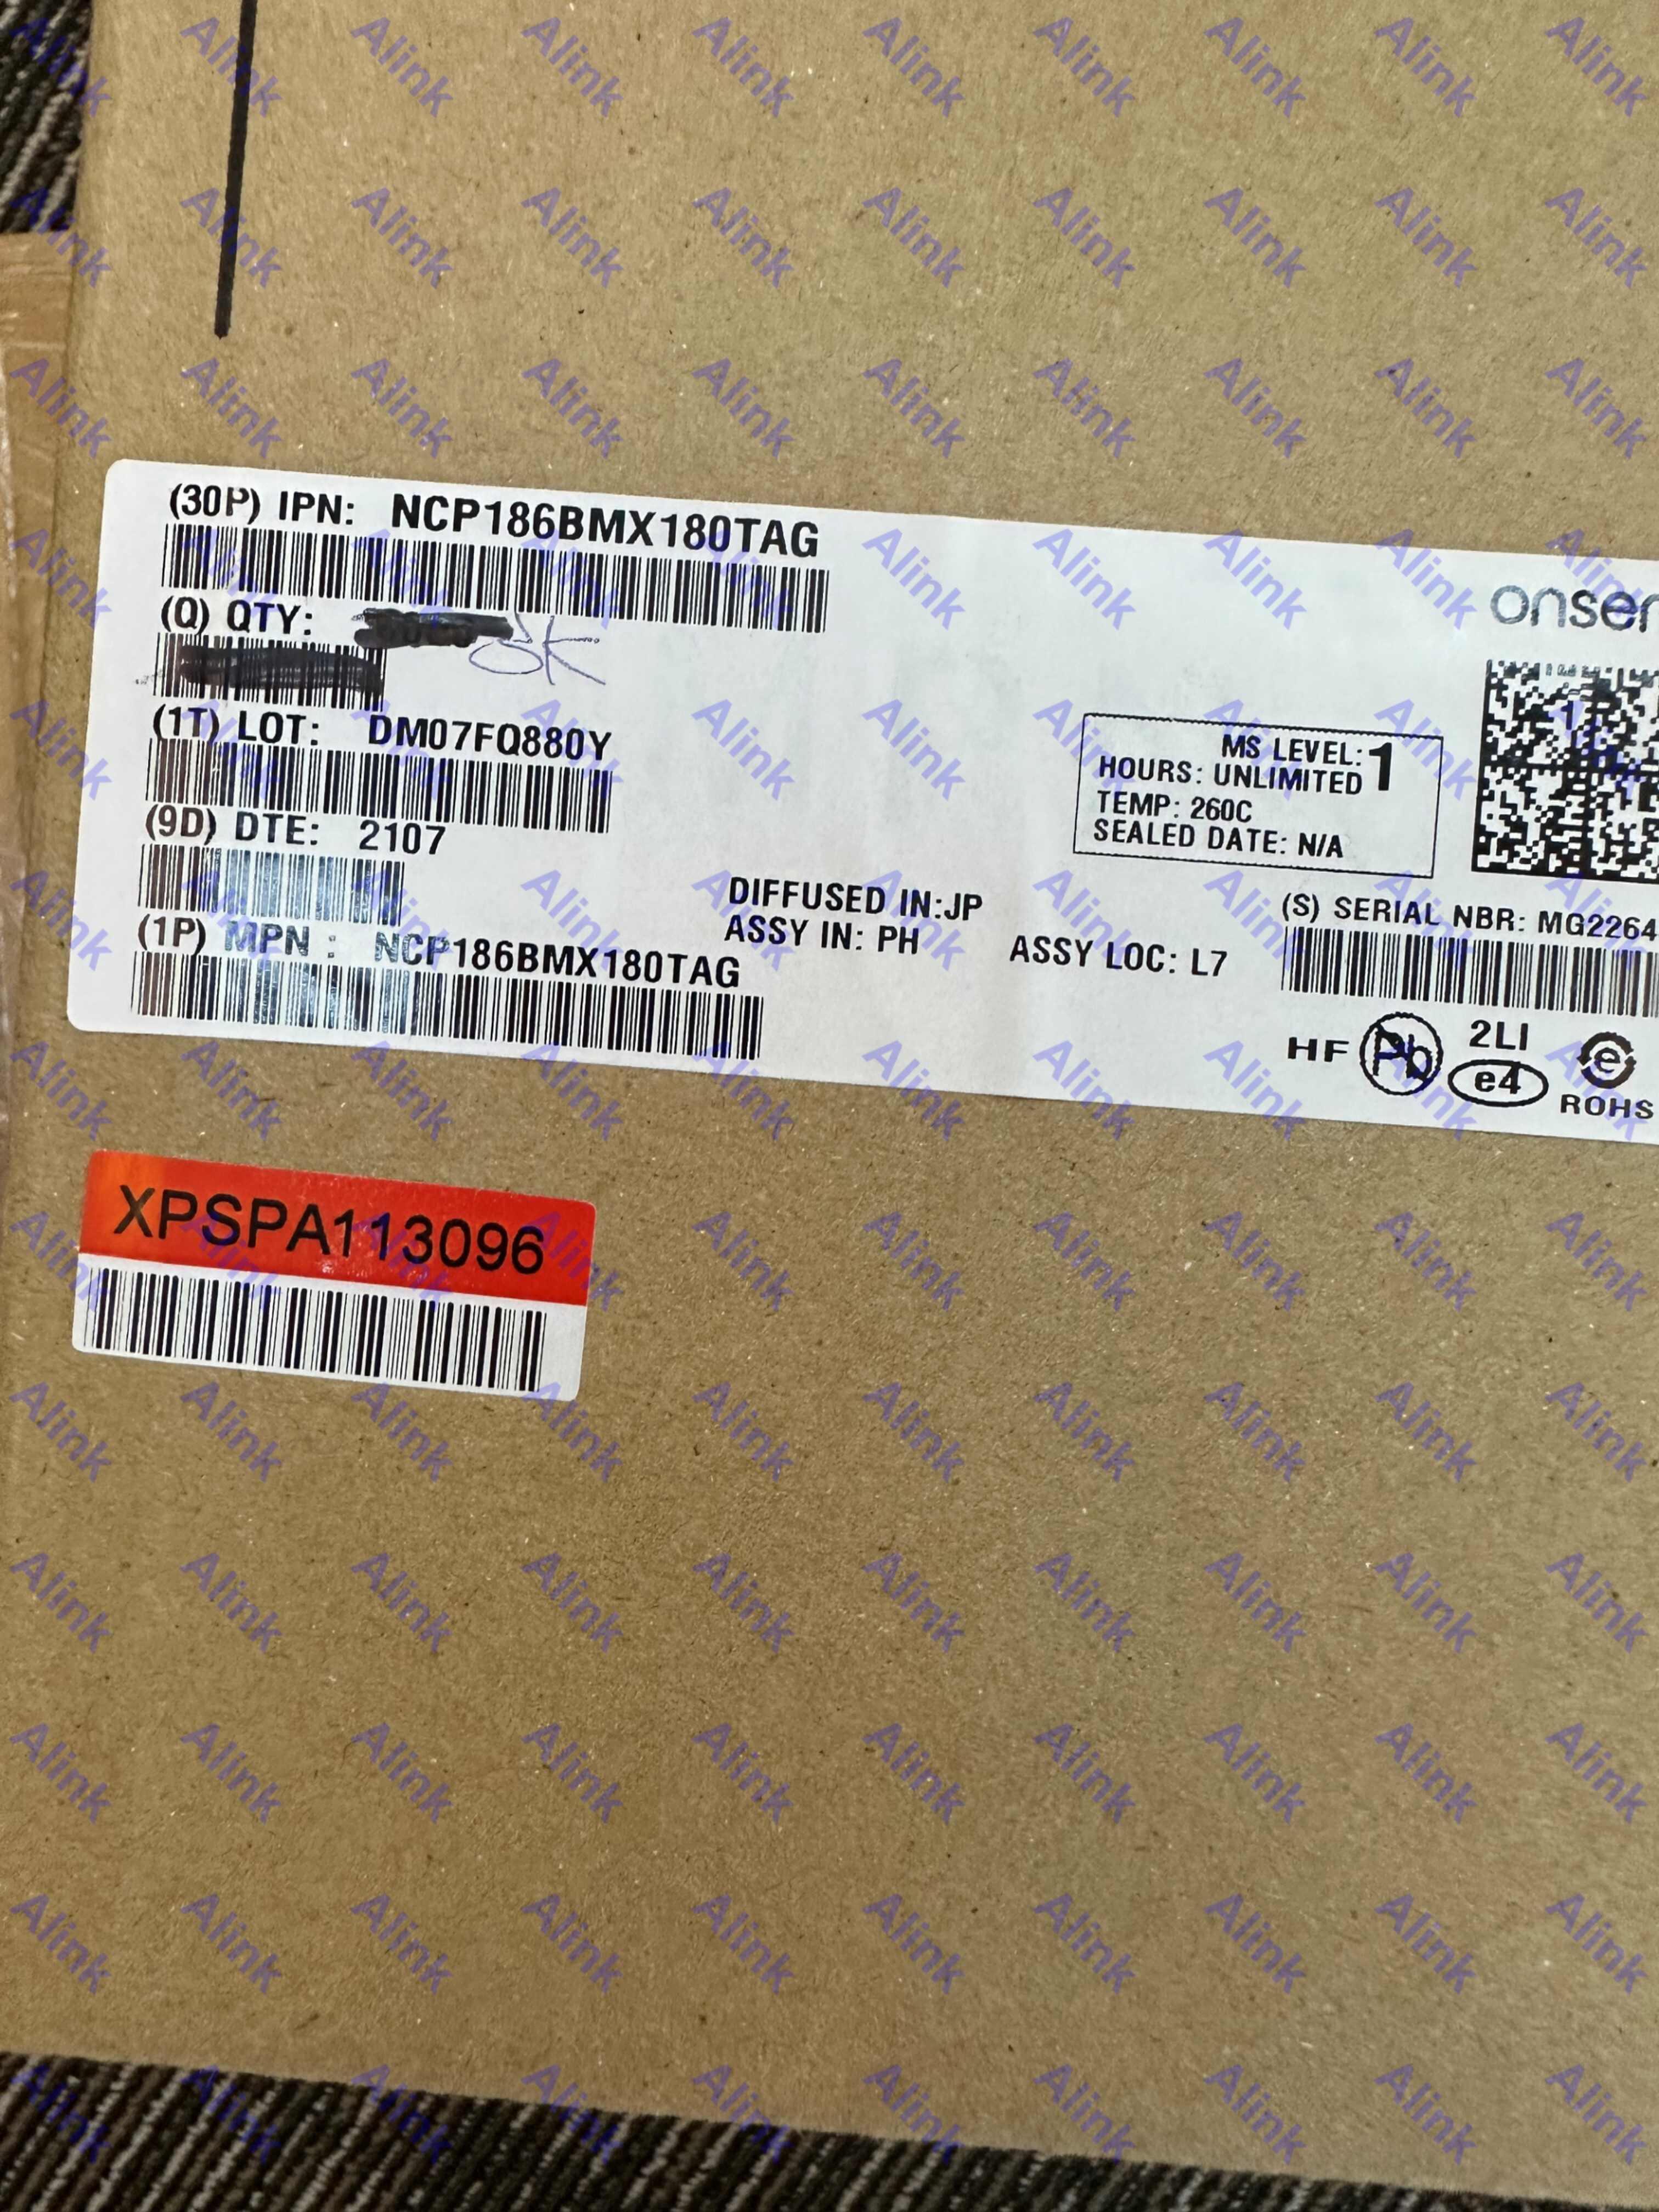 (30P) IPN: NCP186BMX180TAG
(Q) QTY:
(1T) LOT: DM07FQ880Y
(9D) DTE: 2107
(1P) MPN : NCP186BMX180TAG
DIFFUSED IN:JP
ASSY IN: PH
ASSY LOC: L7
MS LEVEL: 1
HOURS: UNLIMITED
TEMP: 260C
SEALED DATE: N/A
(S) SERIAL NBR: MG2264
HF Pb 2LI
e4
e
ROHS
XPSPA113096
Alink